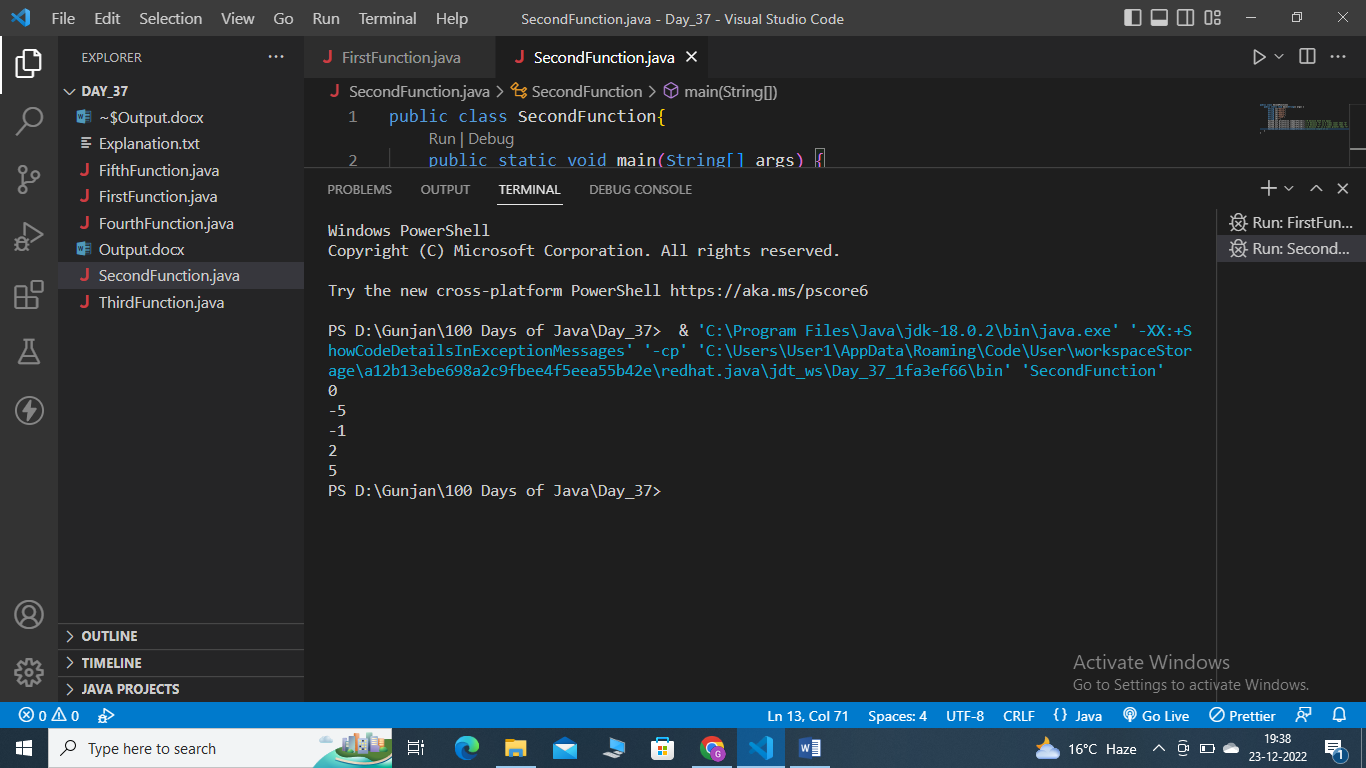 File Edit Selection View Go Run Terminal Help SecondFunction.java - Day_37 - Visual Studio Code
EXPLORER ···
DAY_37
~$Output.docx
Explanation.txt
FifthFunction.java
FirstFunction.java
FourthFunction.java
Output.docx
SecondFunction.java
ThirdFunction.java
OUTLINE
TIMELINE
JAVA PROJECTS
FirstFunction.java SecondFunction.java
SecondFunction.java > SecondFunction > main(String[])
1 public class SecondFunction{
Run | Debug
2 public static void main(String[] args) {
PROBLEMS OUTPUT TERMINAL DEBUG CONSOLE
Windows PowerShell
Copyright (C) Microsoft Corporation. All rights reserved.
Try the new cross-platform PowerShell https://aka.ms/pscore6
PS D:\Gunjan\100 Days of Java\Day_37>  & 'C:\Program Files\Java\jdk-18.0.2\bin\java.exe' '-XX:+S
howCodeDetailsInExceptionMessages' '-cp' 'C:\Users\User1\AppData\Roaming\Code\User\workspaceStor
age\a12b13ebe698a2c9fbee4f5eea55b42e\redhat.java\jdt_ws\Day_37_1fa3ef66\bin' 'SecondFunction'
0
-5
-1
2
5
PS D:\Gunjan\100 Days of Java\Day_37>
Run: FirstFun...
Run: Second...
Activate Windows
Go to Settings to activate Windows.
0 0 Ln 13, Col 71 Spaces: 4 UTF-8 CRLF {} Java Go Live Prettier
Type here to search 16°C Haze 19:38
23-12-2022
1